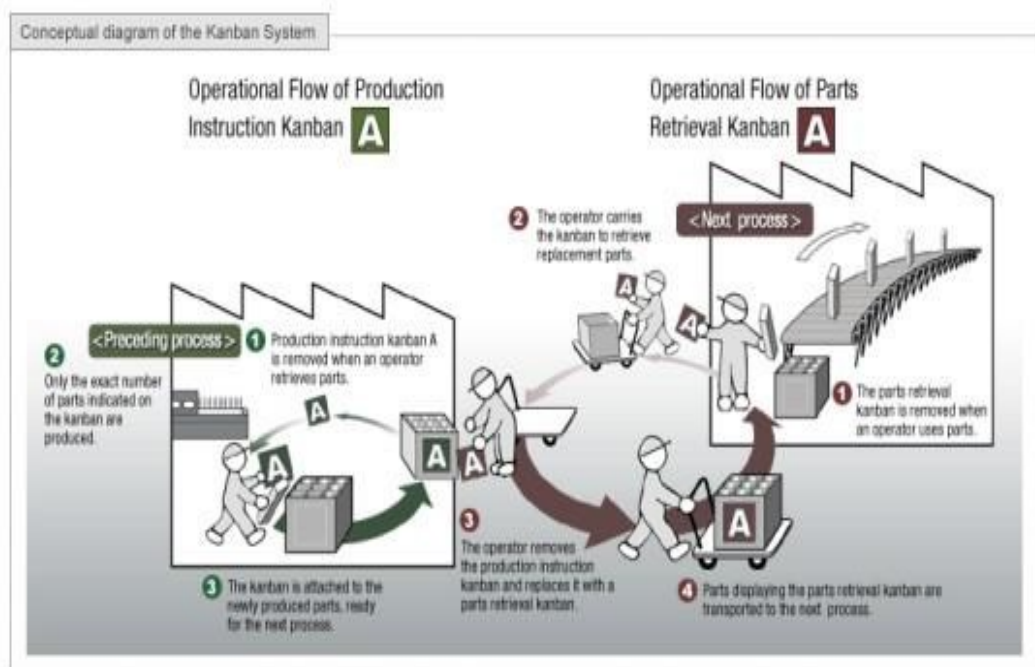 Conceptual diagram of the Kanban System
Operational Flow of Production
Instruction Kanban A
Operational Flow of Parts
Retrieval Kanban A
<Next process>
2 The operator carries
the kanban to retrieve
replacement parts.
A
A
<Preceding process>
1 Production instruction kanban A
is removed when an operator
retrieves parts.
2
Only the exact number
of parts indicated on
the kanban are
produced.
1 The parts retrieval
kanban is removed when
an operator uses parts.
A
A
A
A
A
3
The operator removes
the production instruction
kanban and replaces it with a
parts retrieval kanban.
3 The kanban is attached to the
newly produced parts, ready
for the next process.
4 Parts displaying the parts retrieval kanban are
transported to the next process.